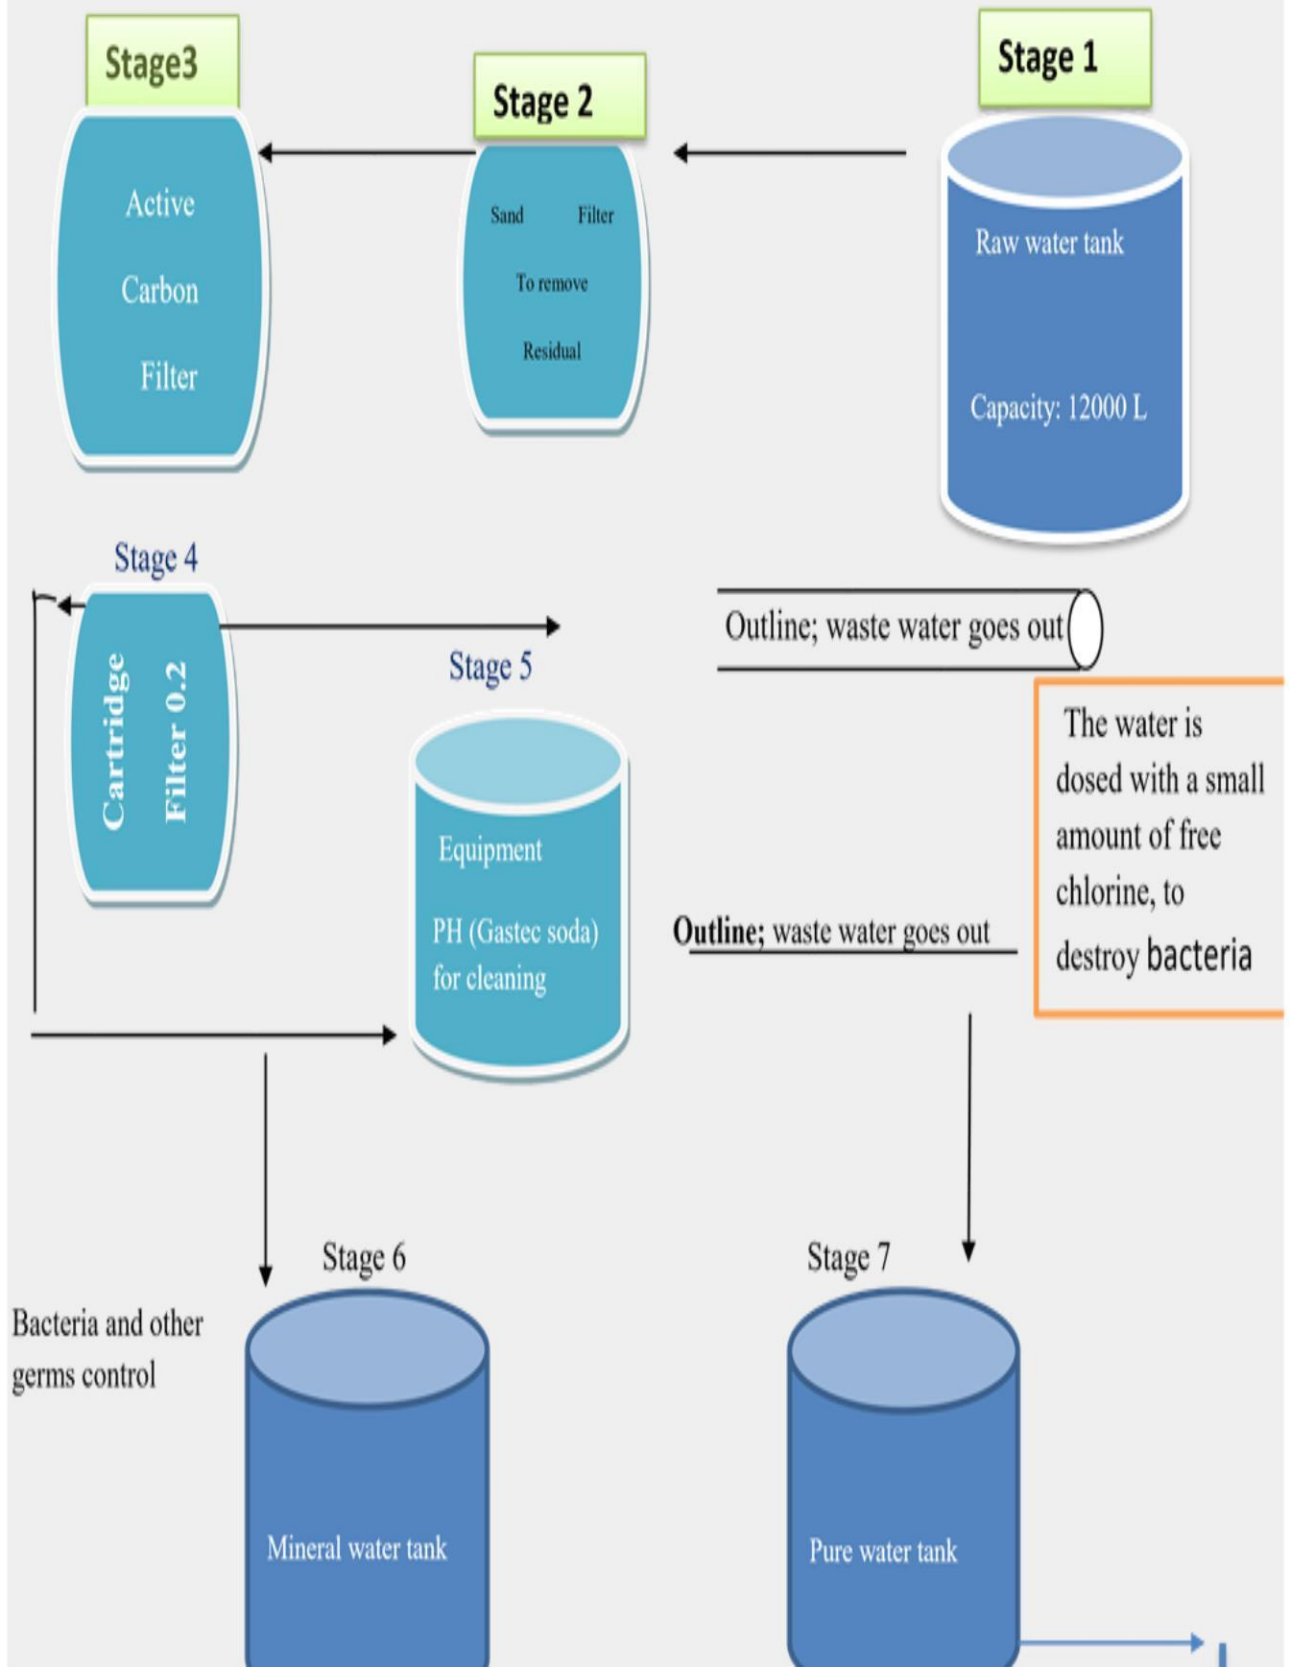 Stage3
Stage 2
Stage 1
Active
Carbon
Filter
Sand Filter
To remove
Residual
Raw water tank
Capacity: 12000 L
Stage 4
Cartridge
Filter 0.2
Stage 5
Outline; waste water goes out
The water is
dosed with a small
amount of free
chlorine, to
destroy bacteria
Equipment
PH (Gastec soda)
for cleaning
Outline; waste water goes out
Stage 6
Stage 7
Bacteria and other
germs control
Mineral water tank
Pure water tank